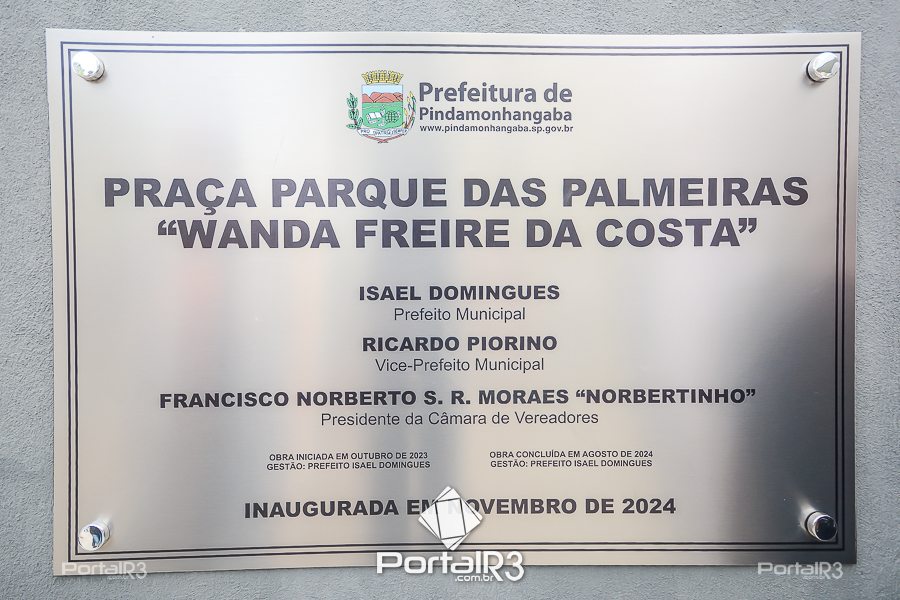 Prefeitura de
Pindamonhangaba
www.pindamonhangaba.sp.gov.br
PRAÇA PARQUE DAS PALMEIRAS
“WANDA FREIRE DA COSTA”
ISAEL DOMINGUES
Prefeito Municipal
RICARDO PIORINO
Vice-Prefeito Municipal
FRANCISCO NORBERTO S. R. MORAES “NORBERTINHO”
Presidente da Câmara de Vereadores
OBRA INICIADA EM OUTUBRO DE 2023
GESTÃO: PREFEITO ISAEL DOMINGUES
OBRA CONCLUÍDA EM AGOSTO DE 2024
GESTÃO: PREFEITO ISAEL DOMINGUES
INAUGURADA EM NOVEMBRO DE 2024
PortalR3
.com.br
PortalR3
PortalR3